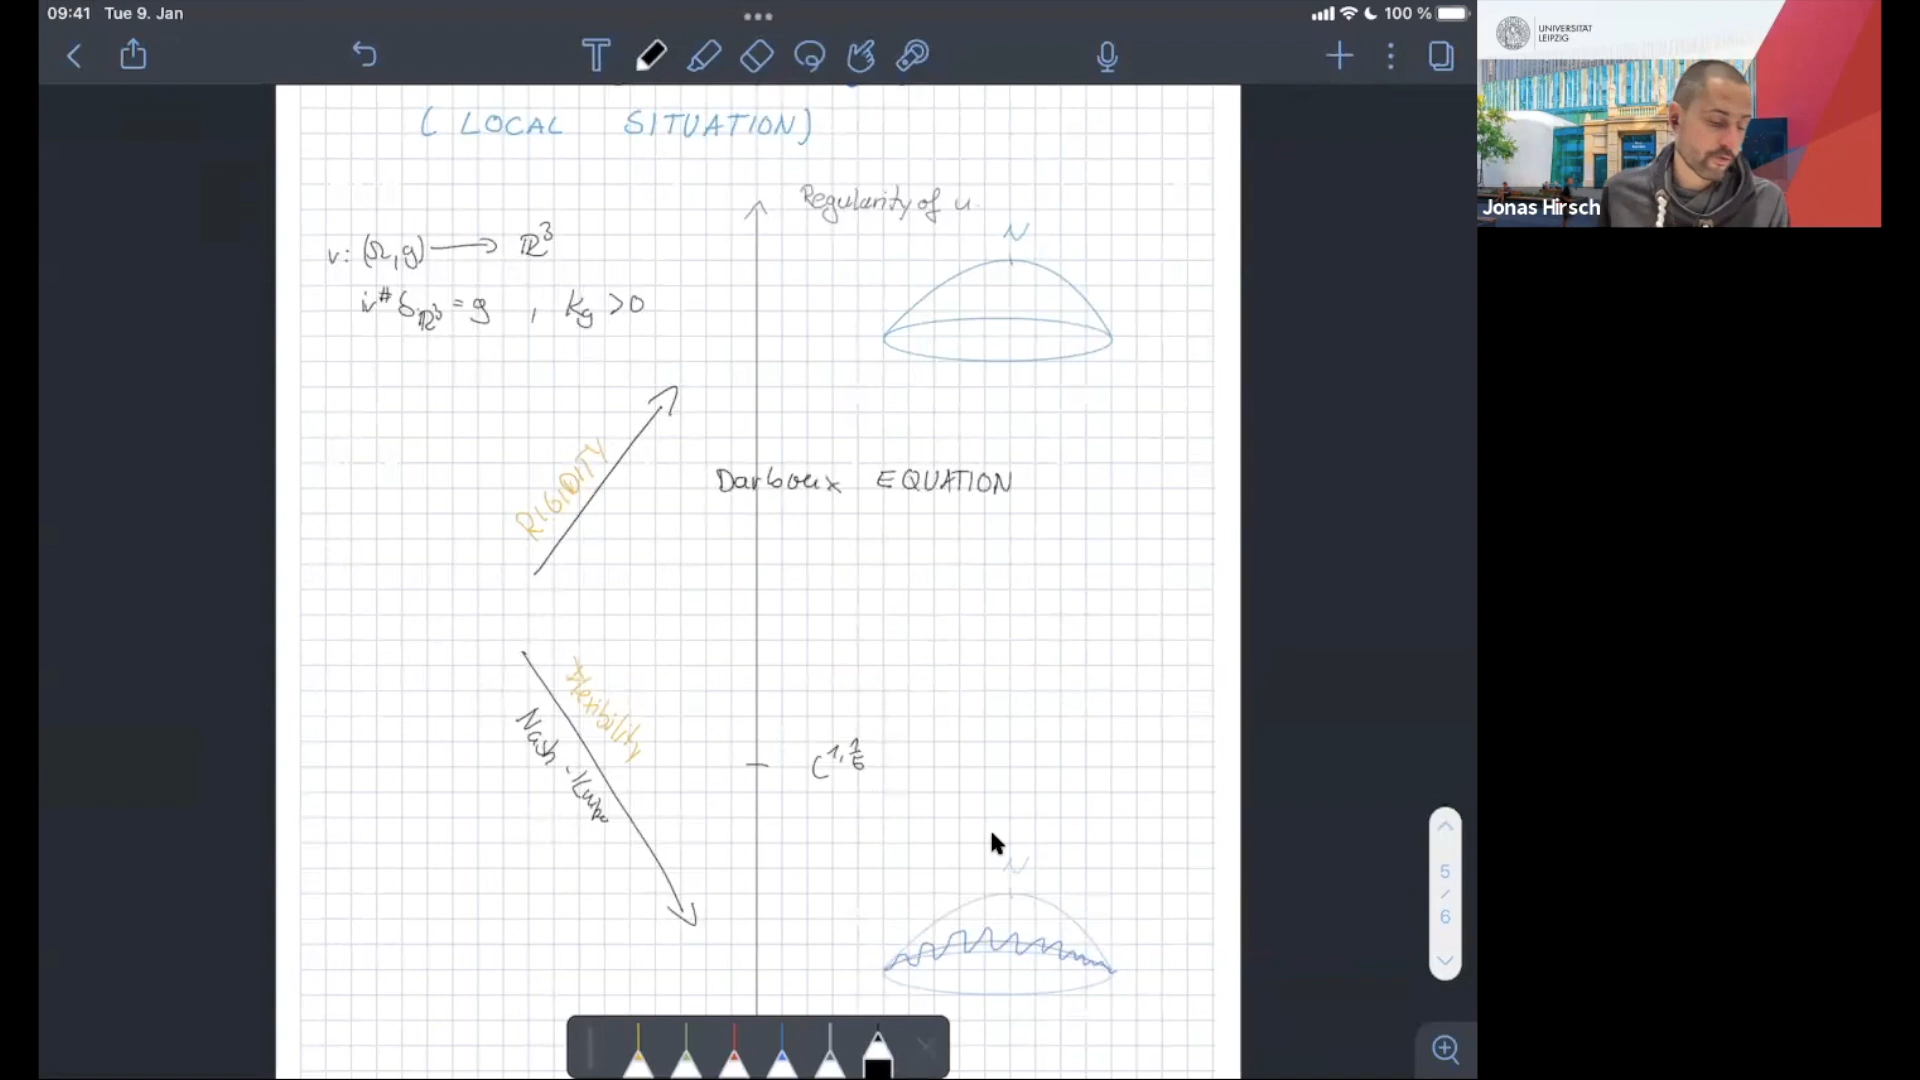 09:41 Tue 9. Jan
100 %
UNIVERSITÄT
LEIPZIG
Jonas Hirsch
( LOCAL SITUATION)
Regularity of u.
N
v: (Ω,g) ⟶ ℝ³
v# δℝ³ = g , Kg >0
RIGIDITY
Darboux EQUATION
Flexibility
Nash - Kuiper
C^{1,1/5}
N
5
/
6